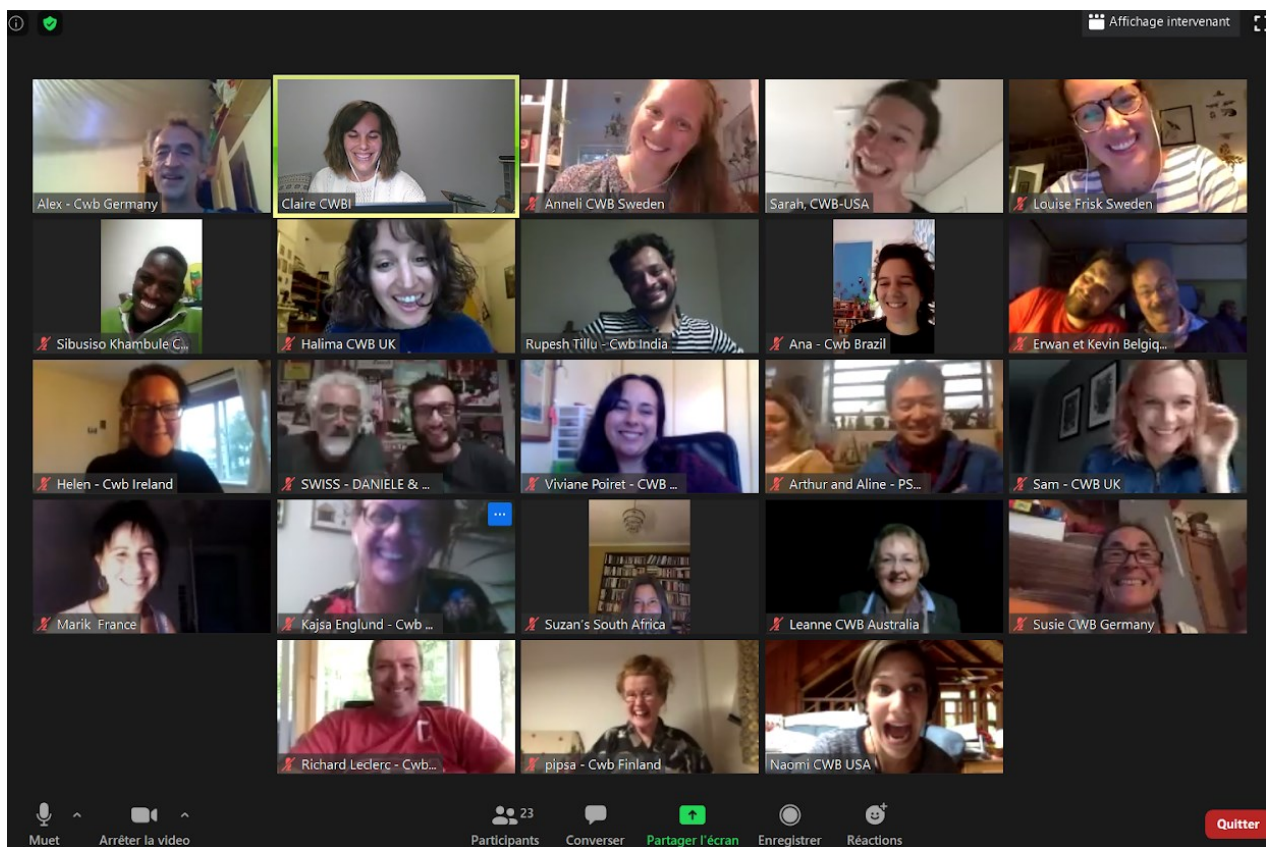 Affichage intervenant
Alex - Cwb Germany
Claire CWBI
Anneli CWB Sweden
Sarah, CWB-USA
Louise Frisk Sweden
Sibusiso Khambule C...
Halima CWB UK
Rupesh Tillu - Cwb India
Ana - Cwb Brazil
Erwan et Kevin Belgiq...
Helen - Cwb Ireland
SWISS - DANIELE & ...
Viviane Poiret - CWB ...
Arthur and Aline - PS...
Sam - CWB UK
Marik France
Kajsa Englund - Cwb ...
Suzan's South Africa
Leanne CWB Australia
Susie CWB Germany
Richard Leclerc - Cwb...
pipsa - Cwb Finland
Naomi CWB USA
23
Muet
Arrêter la video
Participants
Converser
Partager l'écran
Enregistrer
Réactions
Quitter